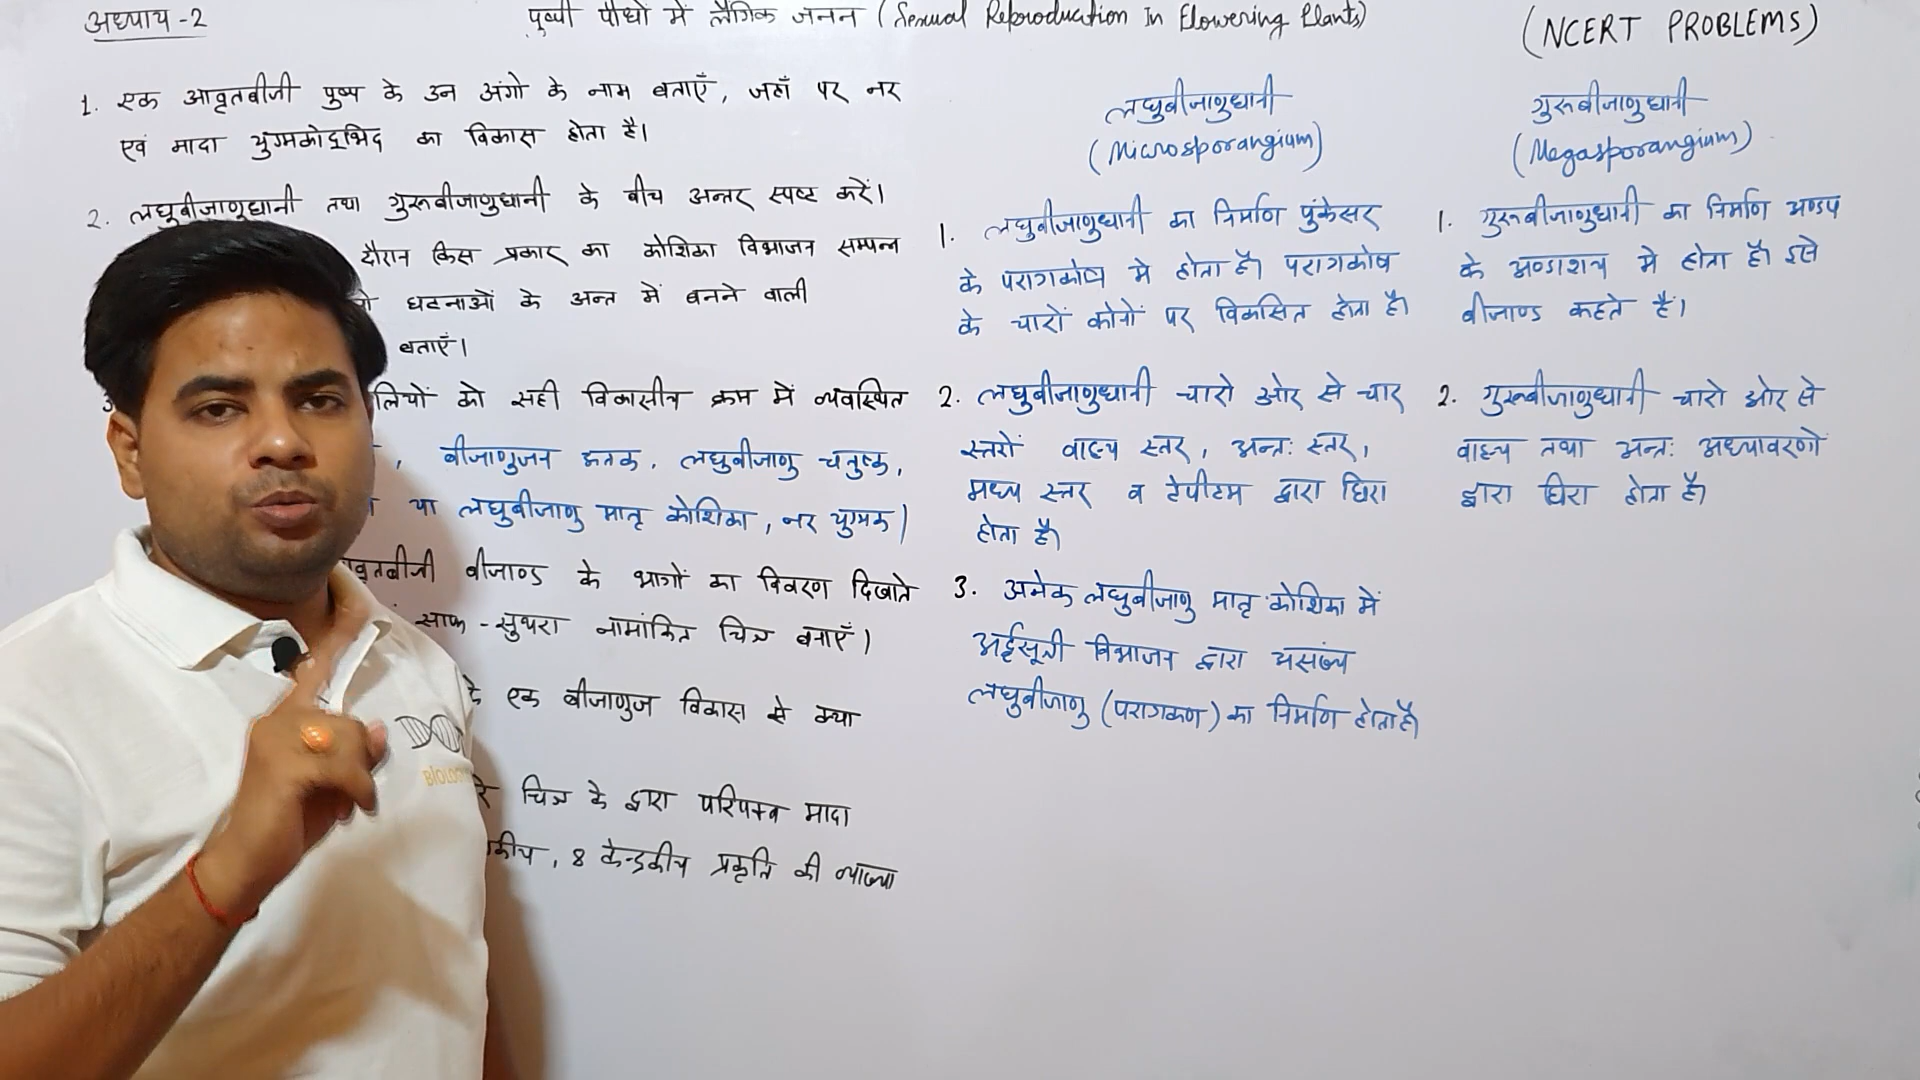 अध्याय -2
पुष्पी पौधों में लैंगिक जनन (Sexual Reproduction In Flowering Plants)
(NCERT PROBLEMS)
1. एक आवृतबीजी पुष्प के उन अंगो के नाम बताएँ, जहाँ पर नर
एवं मादा युग्मकोद्भिद का विकास होता है।
2. लघुबीजाणुधानी तथा गुरुबीजाणुधानी के बीच अन्तर स्पष्ट करें।
दौरान किस प्रकार का कोशिका विभाजन सम्पन्न
घटनाओं के अन्त में बनने वाली
बताएँ।
को सही विकासीय क्रम में व्यवस्थित
, बीजाणुजन ऊतक, लघुबीजाणु चतुष्क,
या लघुबीजाणु मातृ कोशिका, नर युग्मक।
बीजाण्ड के भागों का विवरण दिखाते
साफ-सुथरा नामांकित चित्र बनाएँ।
एक बीजाणुज विकास से क्या
चित्र के द्वारा परिपक्व मादा
, 8 केन्द्रकीय प्रकृति की व्याख्या
लघुबीजाणुधानी
(Microsporangium)
1. लघुबीजाणुधानी का निर्माण पुंकेसर
के परागकोष मे होता है। परागकोष
के चारों कोनों पर विकसित होता है।
2. लघुबीजाणुधानी चारो ओर से चार
स्तरों वाह्य स्तर, अन्तः स्तर,
मध्य स्तर व टेपीटम द्वारा घिरा
होता है।
3. अनेक लघुबीजाणु मातृ कोशिका में
अर्द्धसूत्री विभाजन द्वारा असंख्य
लघुबीजाणु (परागकण) का निर्माण होता है।
गुरुबीजाणुधानी
(Megasporangium)
1. गुरुबीजाणुधानी का निर्माण अण्डप
के अण्डाशय मे होता है। इसे
बीजाण्ड कहते हैं।
2. गुरुबीजाणुधानी चारो ओर से
वाह्य तथा अन्तः अध्यावरणों
द्वारा घिरा होता है।